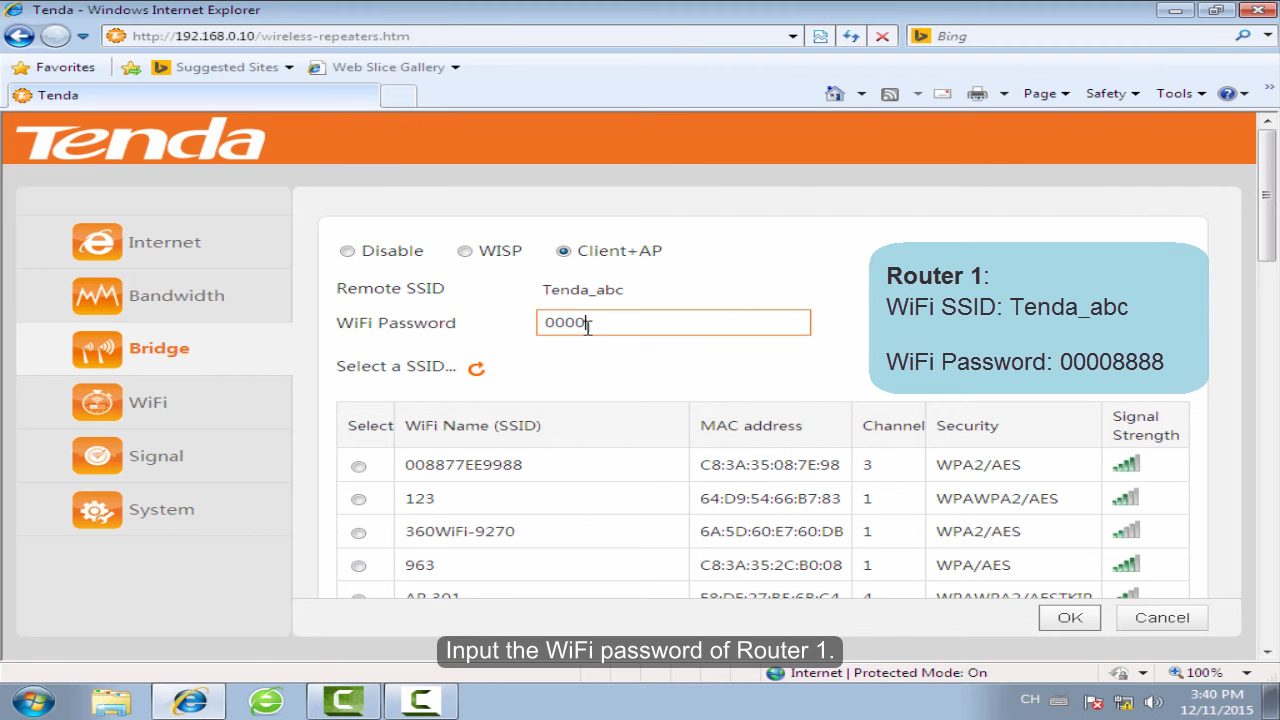 Tenda - Windows Internet Explorer
http://192.168.0.10/wireless-repeaters.htm
Bing
Favorites
Suggested Sites
Web Slice Gallery
Tenda
Page
Safety
Tools
Tenda
Internet
Bandwidth
Bridge
WiFi
Signal
System
Disable
WISP
Client+AP
Remote SSID Tenda_abc
WiFi Password 0000
Select a SSID...
Router 1:
WiFi SSID: Tenda_abc
WiFi Password: 00008888
Select WiFi Name (SSID) MAC address Channel Security Signal Strength
008877EE9988 C8:3A:35:08:7E:98 3 WPA2/AES
123 64:D9:54:66:B7:83 1 WPAWPA2/AES
360WiFi-9270 6A:5D:60:E7:60:DB 1 WPA2/AES
963 C8:3A:35:2C:B0:08 1 WPA/AES
OK
Cancel
Input the WiFi password of Router 1.
Internet | Protected Mode: On
100%
CH
3:40 PM
12/11/2015